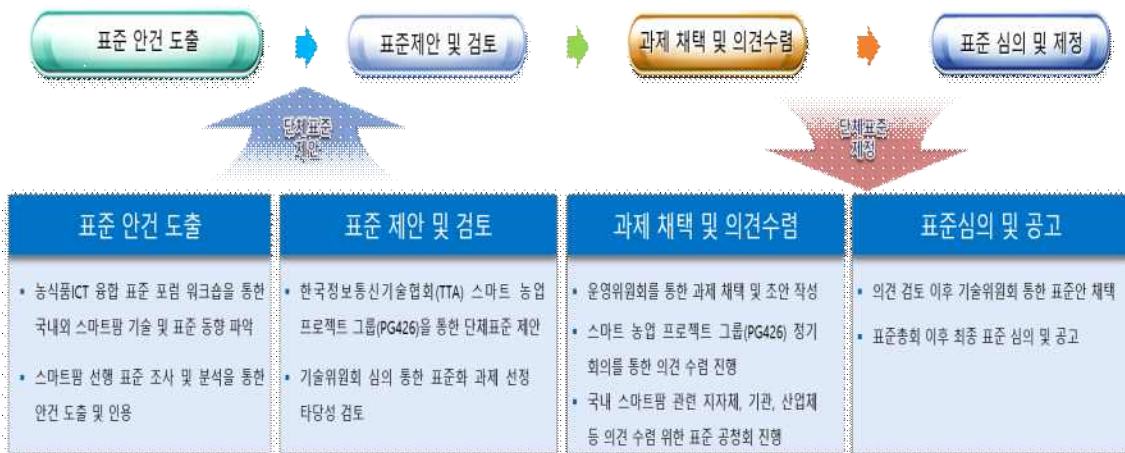 표준 안건 도출
표준제안 및 검토
과제 채택 및 의견수렴
표준 심의 및 제정
단체표준
제안
단체표준
제정
표준 안건 도출
• 농식품ICT 융합 표준 포럼 워크숍을 통한
국내외 스마트팜 기술 및 표준 동향 파악
• 스마트팜 선행 표준 조사 및 분석을 통한
안건 도출 및 인용
표준 제안 및 검토
• 한국정보통신기술협회(TTA) 스마트 농업
프로젝트 그룹(PG426)을 통한 단체표준 제안
• 기술위원회 심의 통한 표준화 과제 선정
타당성 검토
과제 채택 및 의견수렴
• 운영위원회를 통한 과제 채택 및 초안 작성
• 스마트 농업 프로젝트 그룹(PG426) 정기
회의를 통한 의견 수렴 진행
• 국내 스마트팜 관련 지자체, 기관, 산업체
등 의견 수렴 위한 표준 공청회 진행
표준심의 및 공고
• 의견 검토 이후 기술위원회 통한 표준안 채택
• 표준총회 이후 최종 표준 심의 및 공고